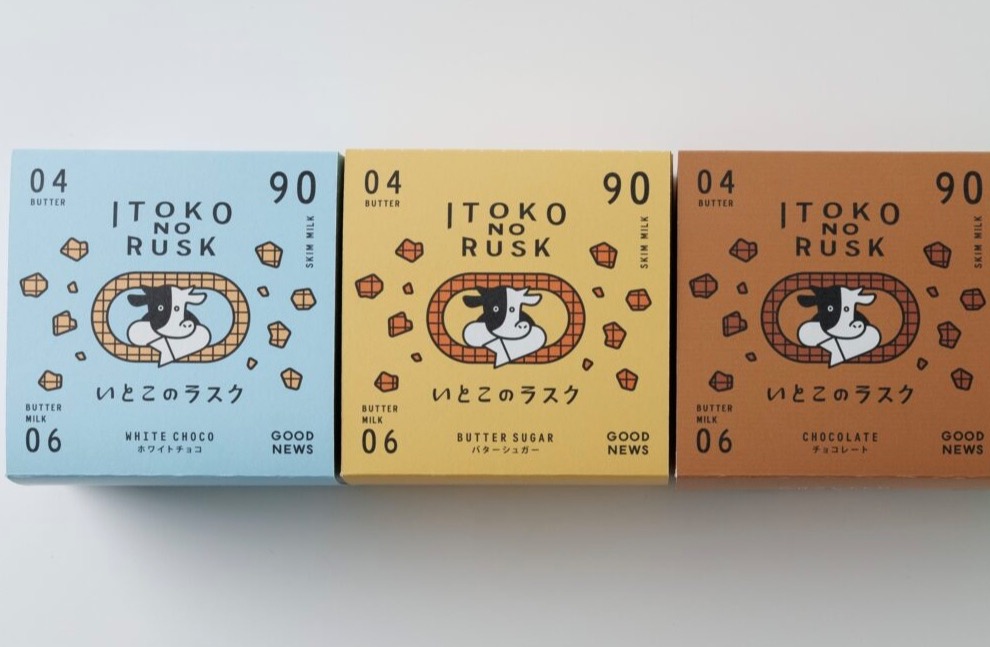 04
BUTTER
90
SKIM MILK
ITOKO
NO
RUSK
いとこのラスク
BUTTER
MILK
06
WHITE CHOCO
ホワイトチョコ
GOOD
NEWS
04
BUTTER
90
SKIM MILK
ITOKO
NO
RUSK
いとこのラスク
BUTTER
MILK
06
BUTTER SUGAR
バターシュガー
GOOD
NEWS
04
BUTTER
90
SKIM MILK
ITOKO
NO
RUSK
いとこのラスク
BUTTER
MILK
06
CHOCOLATE
チョコレート
GOOD
NEWS